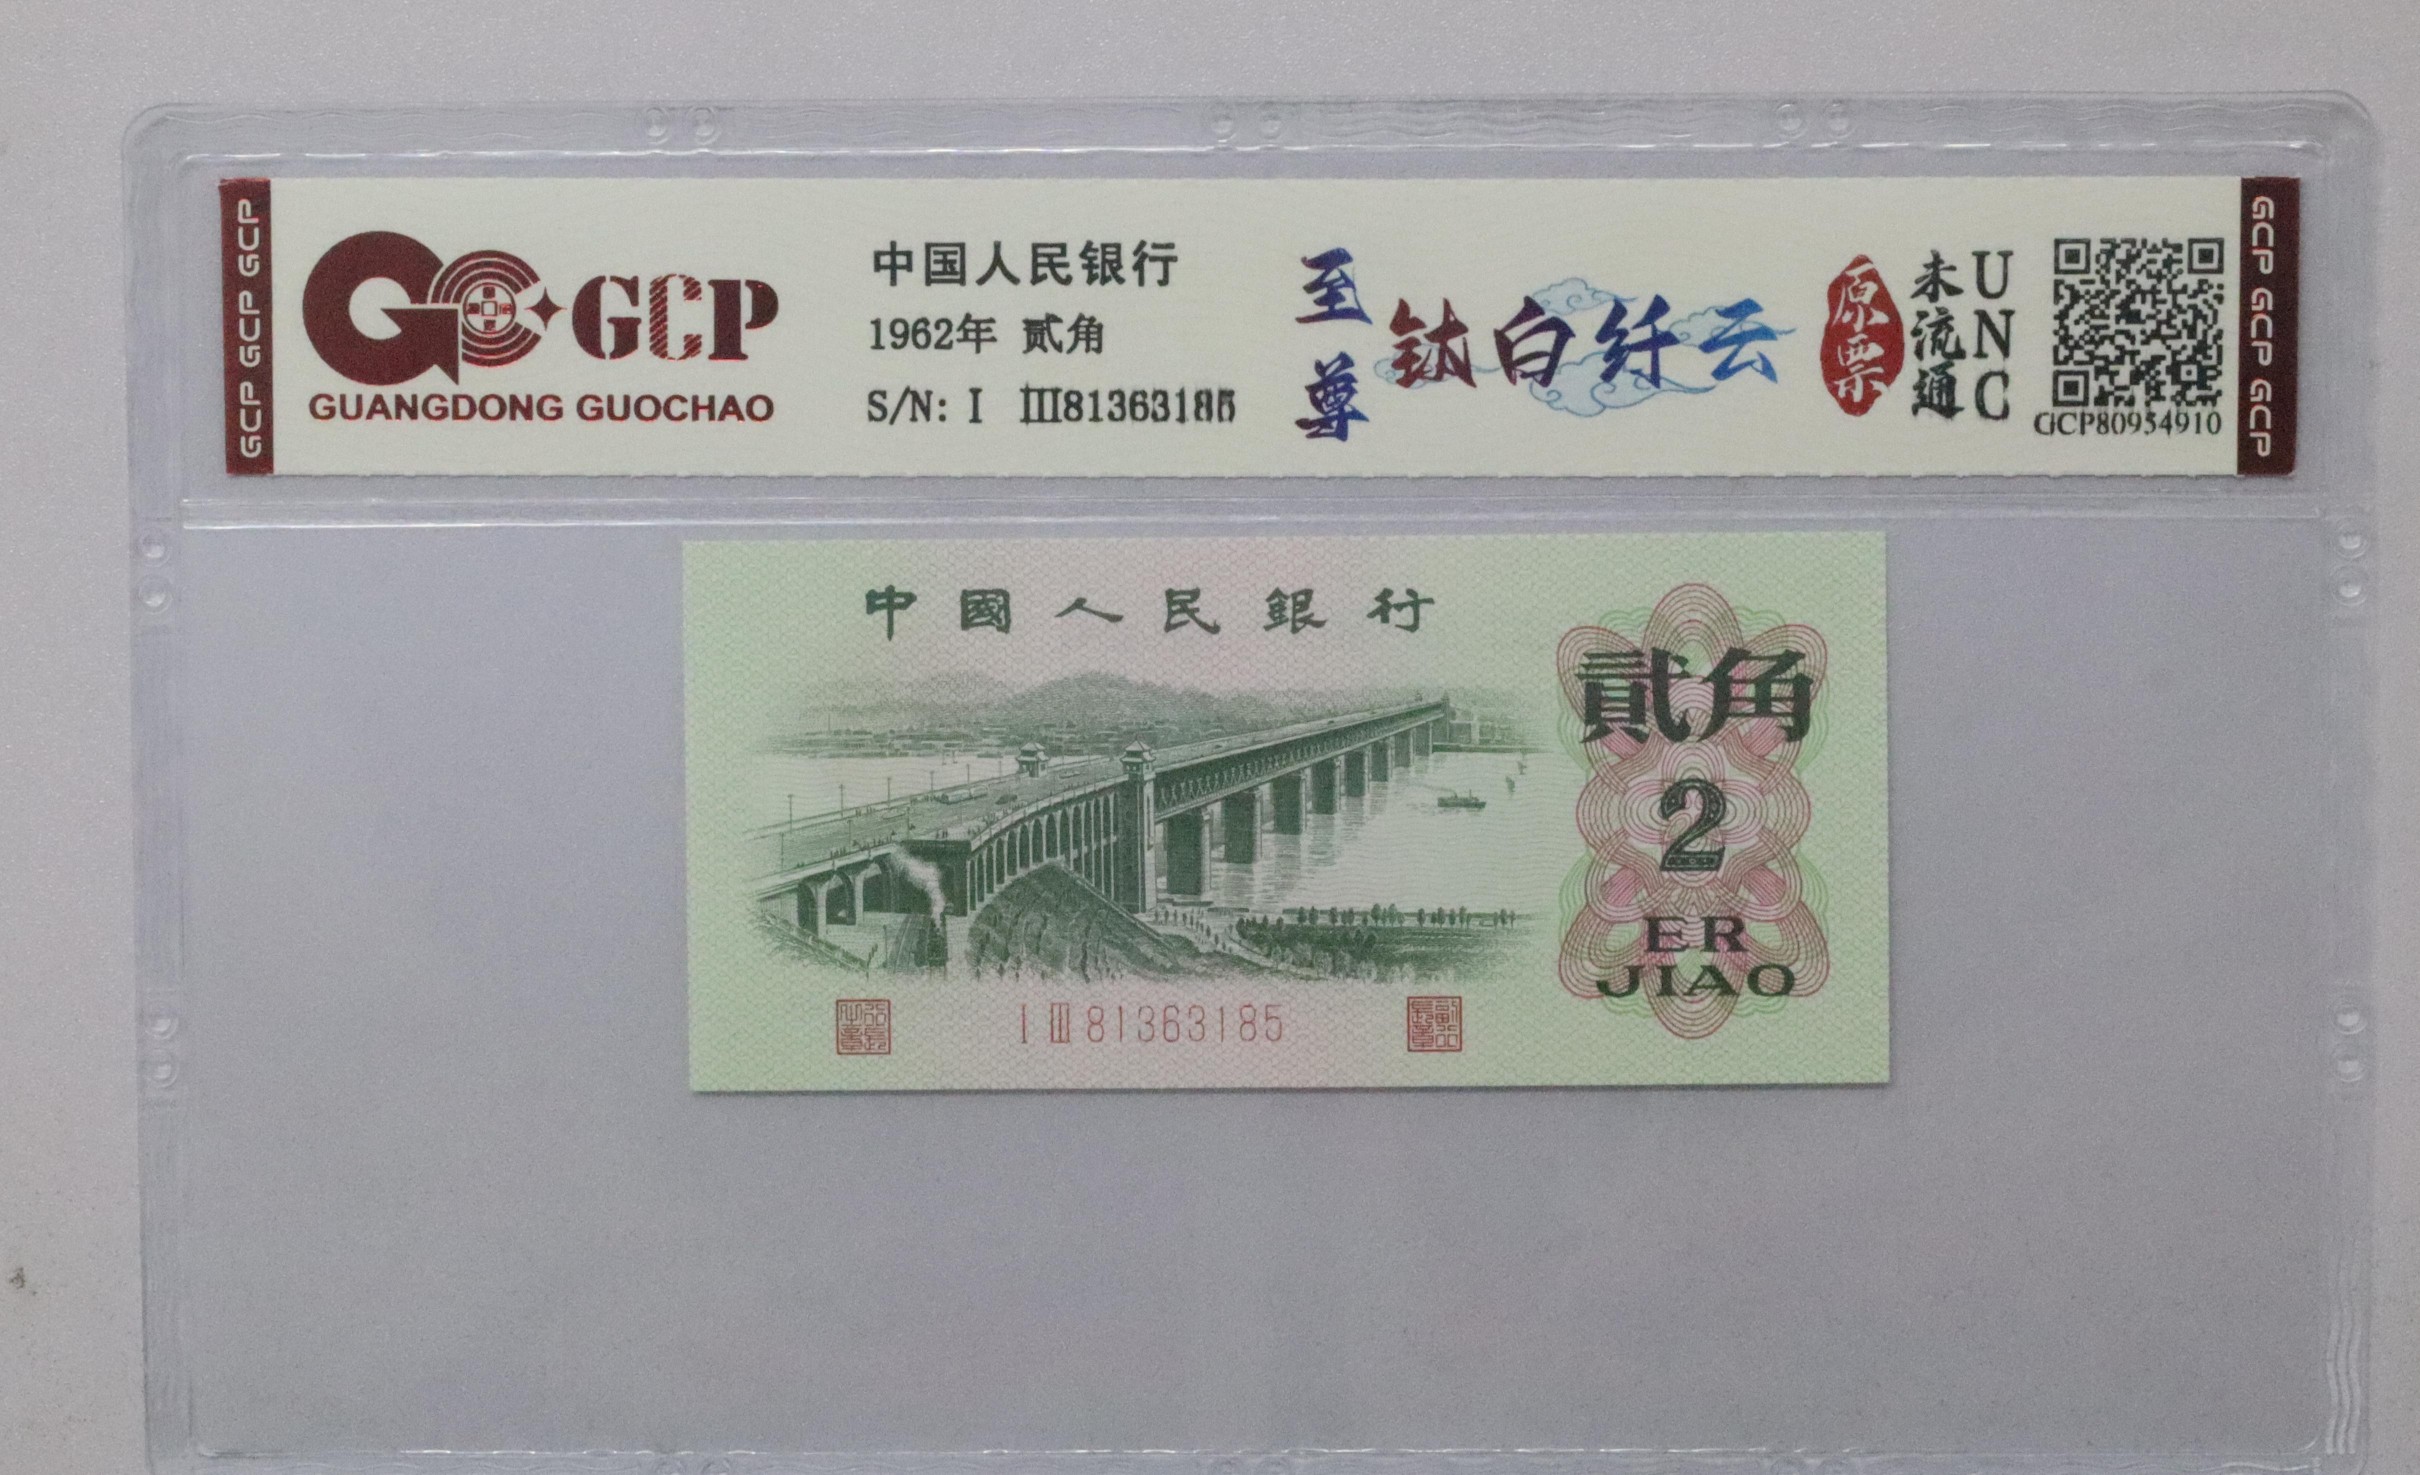 GCP GCP GCP GCP
GCP
GUANGDONG GUOCHAO
中国人民银行
1962年 贰角
S/N: I III81363185
至尊
钛白纤云
原票
未流通
UNC
GCP80954910
GCP GCP GCP GCP
中國人民銀行
貳角
2
ER
JIAO
I III 81363185